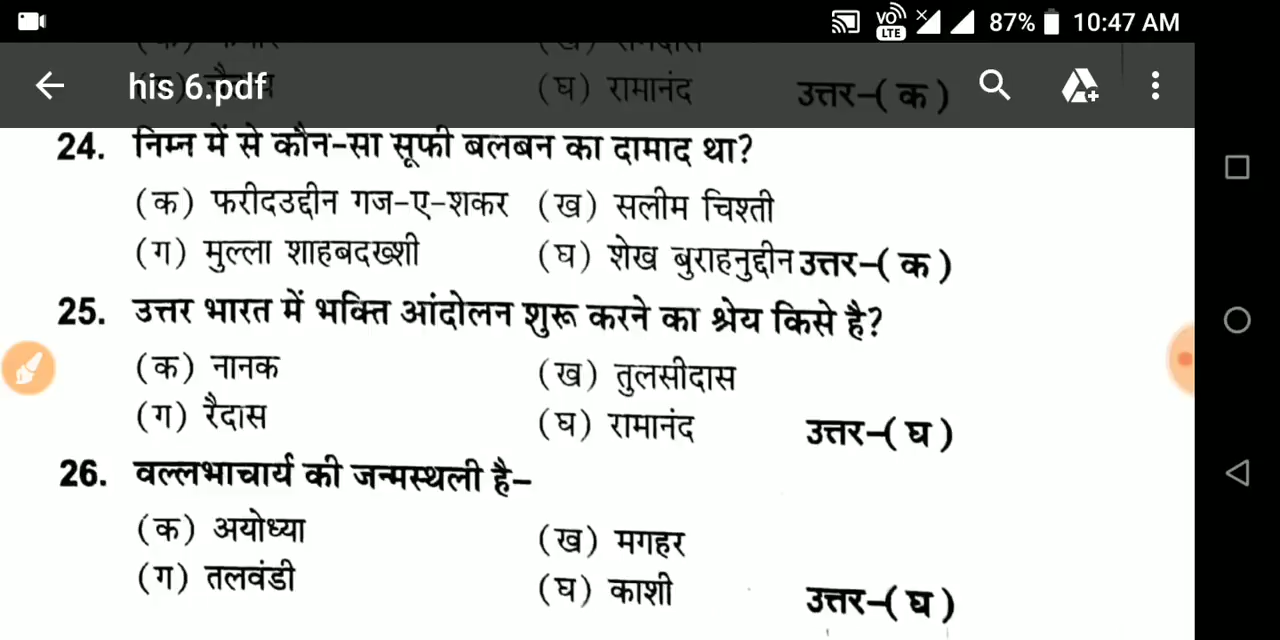 VO LTE 87% 10:47 AM
his 6.pdf
(घ) रामानंद उत्तर–(क)
24. निम्न में से कौन-सा सूफी बलबन का दामाद था?
(क) फरीदउद्दीन गज-ए-शकर (ख) सलीम चिश्ती
(ग) मुल्ला शाहबदख्शी (घ) शेख बुराहनुद्दीन उत्तर–(क)
25. उत्तर भारत में भक्ति आंदोलन शुरू करने का श्रेय किसे है?
(क) नानक (ख) तुलसीदास
(ग) रैदास (घ) रामानंद उत्तर–(घ)
26. वल्लभाचार्य की जन्मस्थली है–
(क) अयोध्या (ख) मगहर
(ग) तलवंडी (घ) काशी उत्तर–(घ)